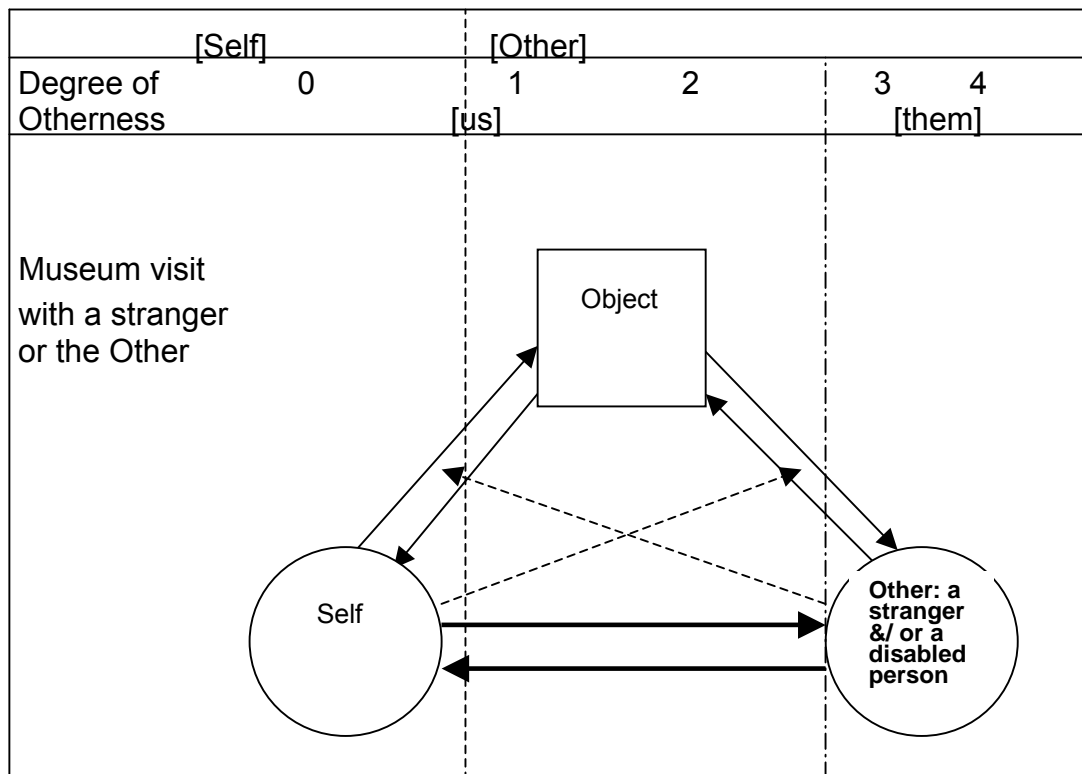 [Self] [Other]
Degree of 0 1 2 3 4
Otherness [us] [them]
Museum visit
with a stranger
or the Other
Object
Self
Other: a
stranger
&/ or a
disabled
person